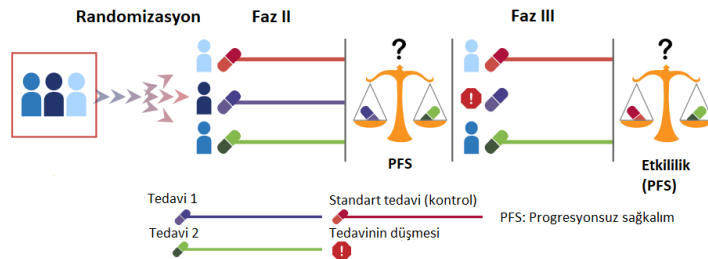 Randomizasyon
Faz II
Faz III
?
?
!
PFS
Etkililik
(PFS)
Tedavi 1
Standart tedavi (kontrol)
PFS: Progresyonsuz sağkalım
Tedavi 2
Tedavinin düşmesi
!